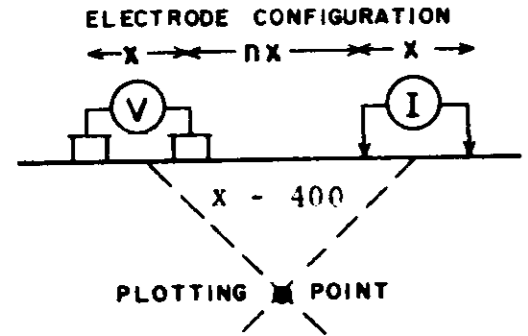 ELECTRODE CONFIGURATION
x nx x
V I
x - 400
PLOTTING POINT